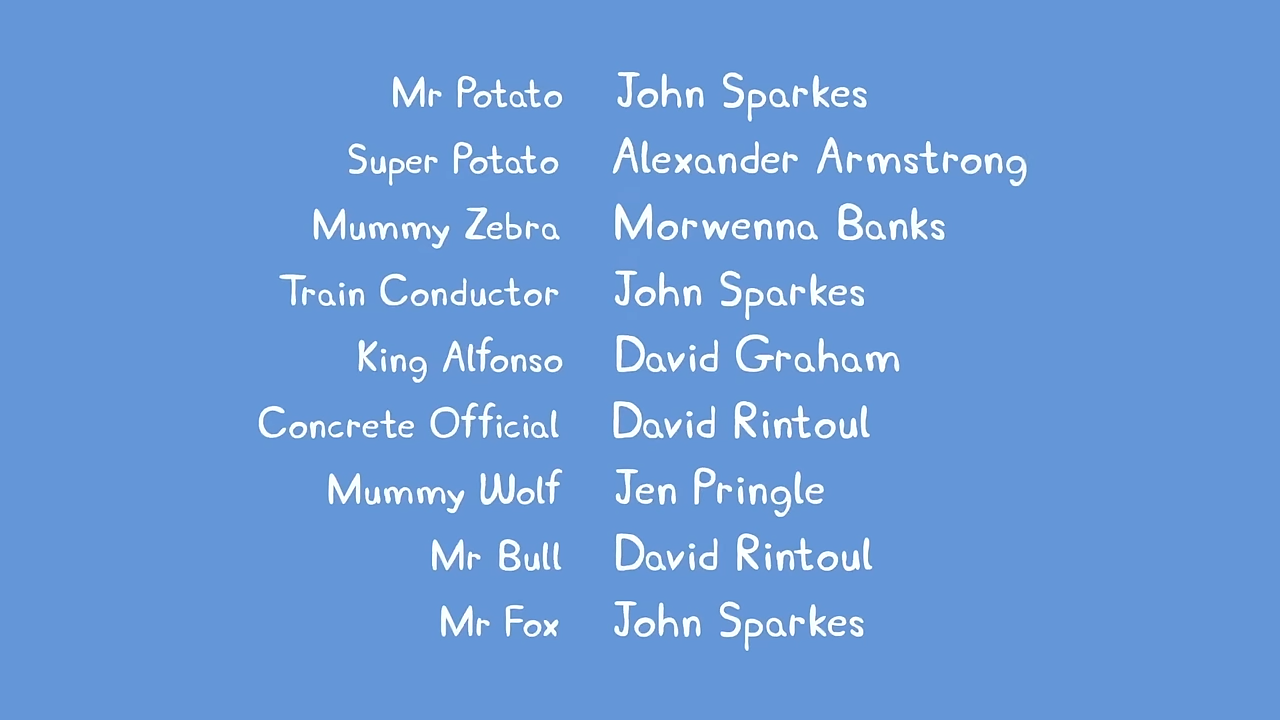 Mr Potato John Sparkes
Super Potato Alexander Armstrong
Mummy Zebra Morwenna Banks
Train Conductor John Sparkes
King Alfonso David Graham
Concrete Official David Rintoul
Mummy Wolf Jen Pringle
Mr Bull David Rintoul
Mr Fox John Sparkes